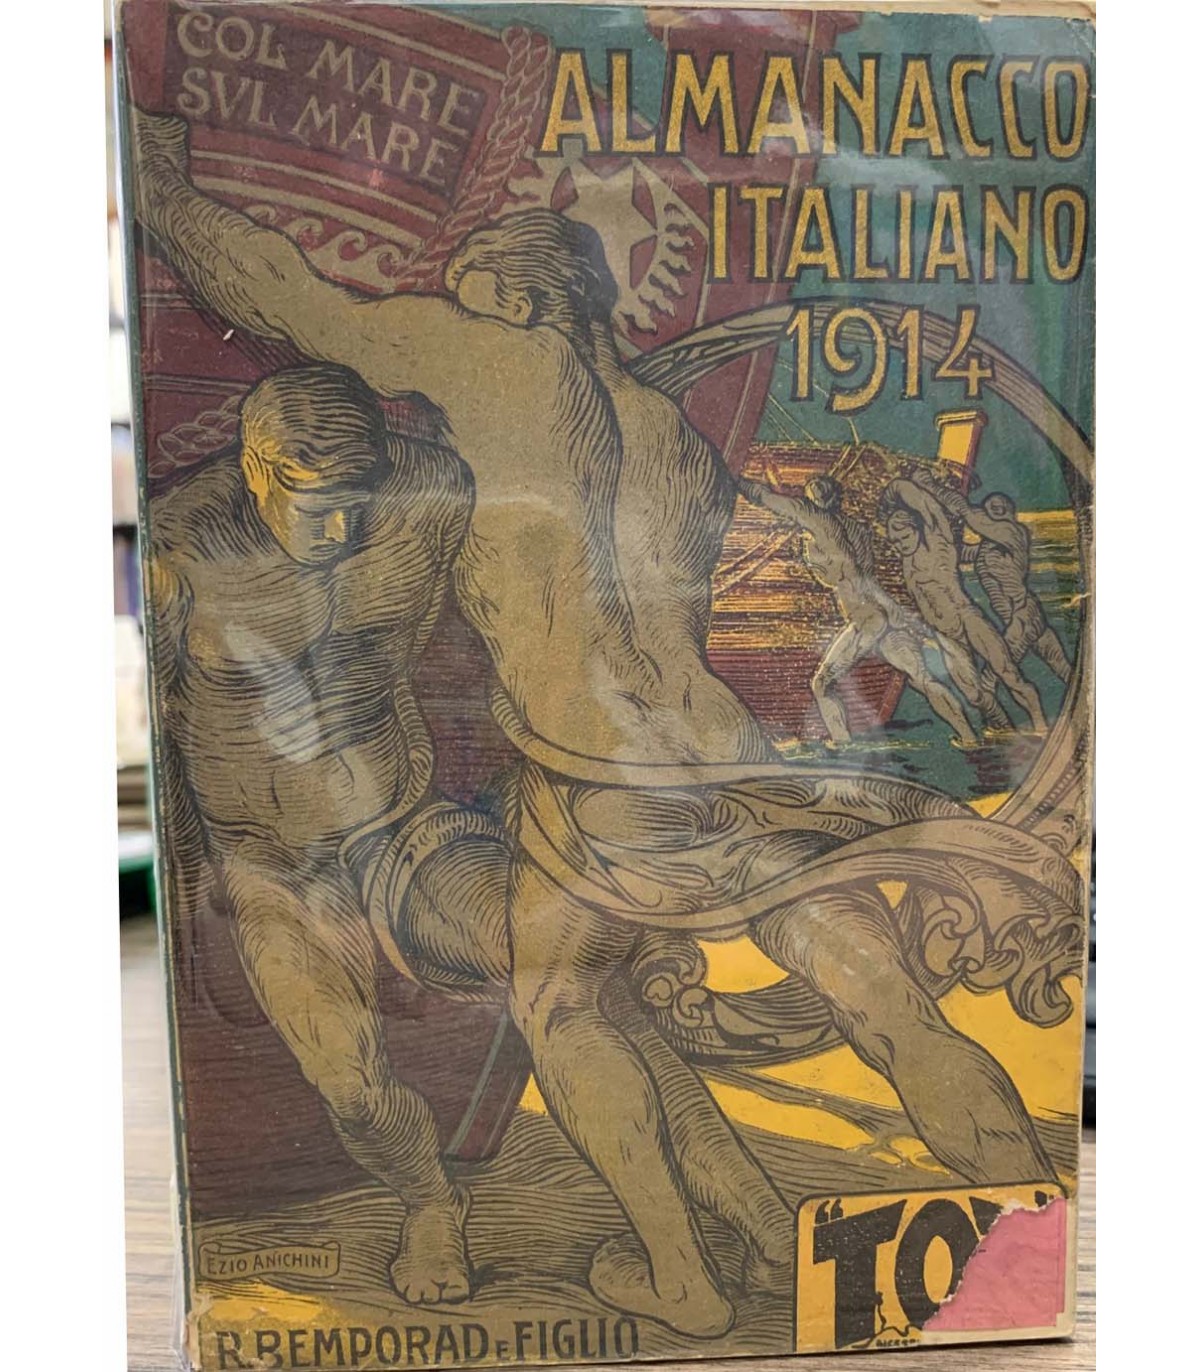 COL MARE
SVL MARE
ALMANACCO
ITALIANO
1914
EZIO ANICHINI
R. BEMPORAD E FIGLIO